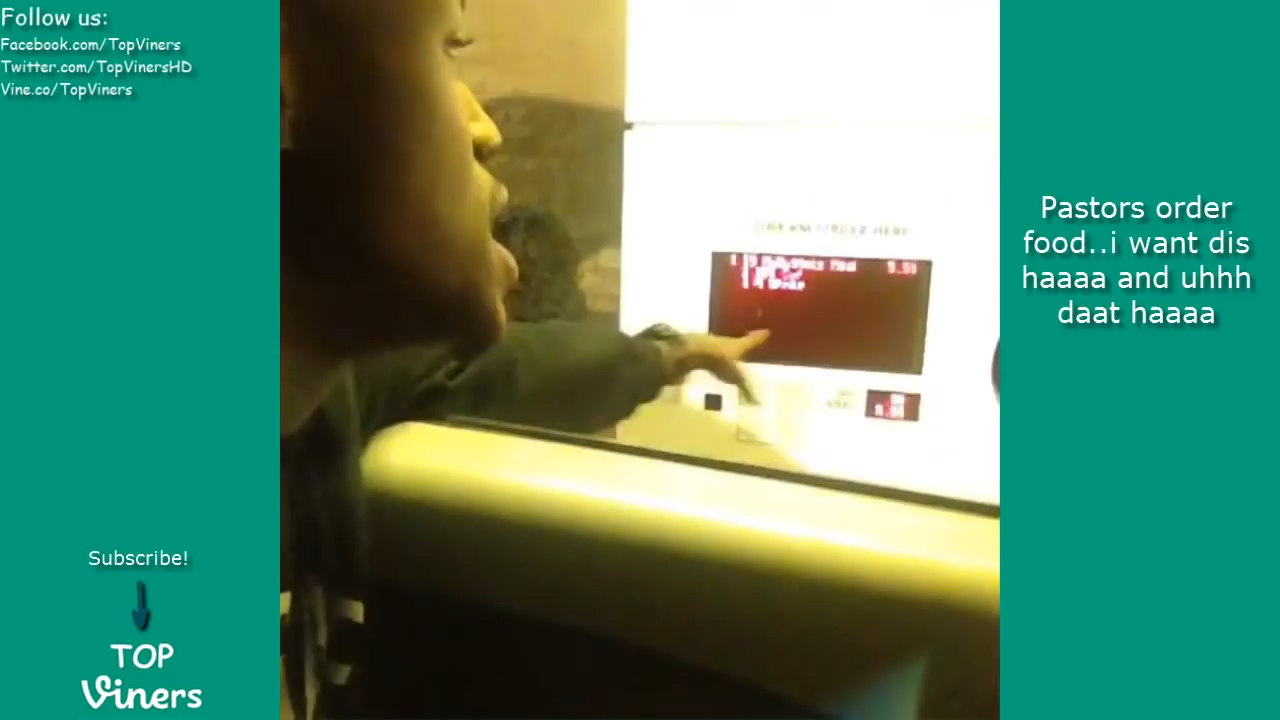 Follow us:
Facebook.com/TopViners
Twitter.com/TopVinersHD
Vine.co/TopViners
Pastors order
food..i want dis
haaaa and uhhh
daat haaaa
Subscribe!
TOP
Viners